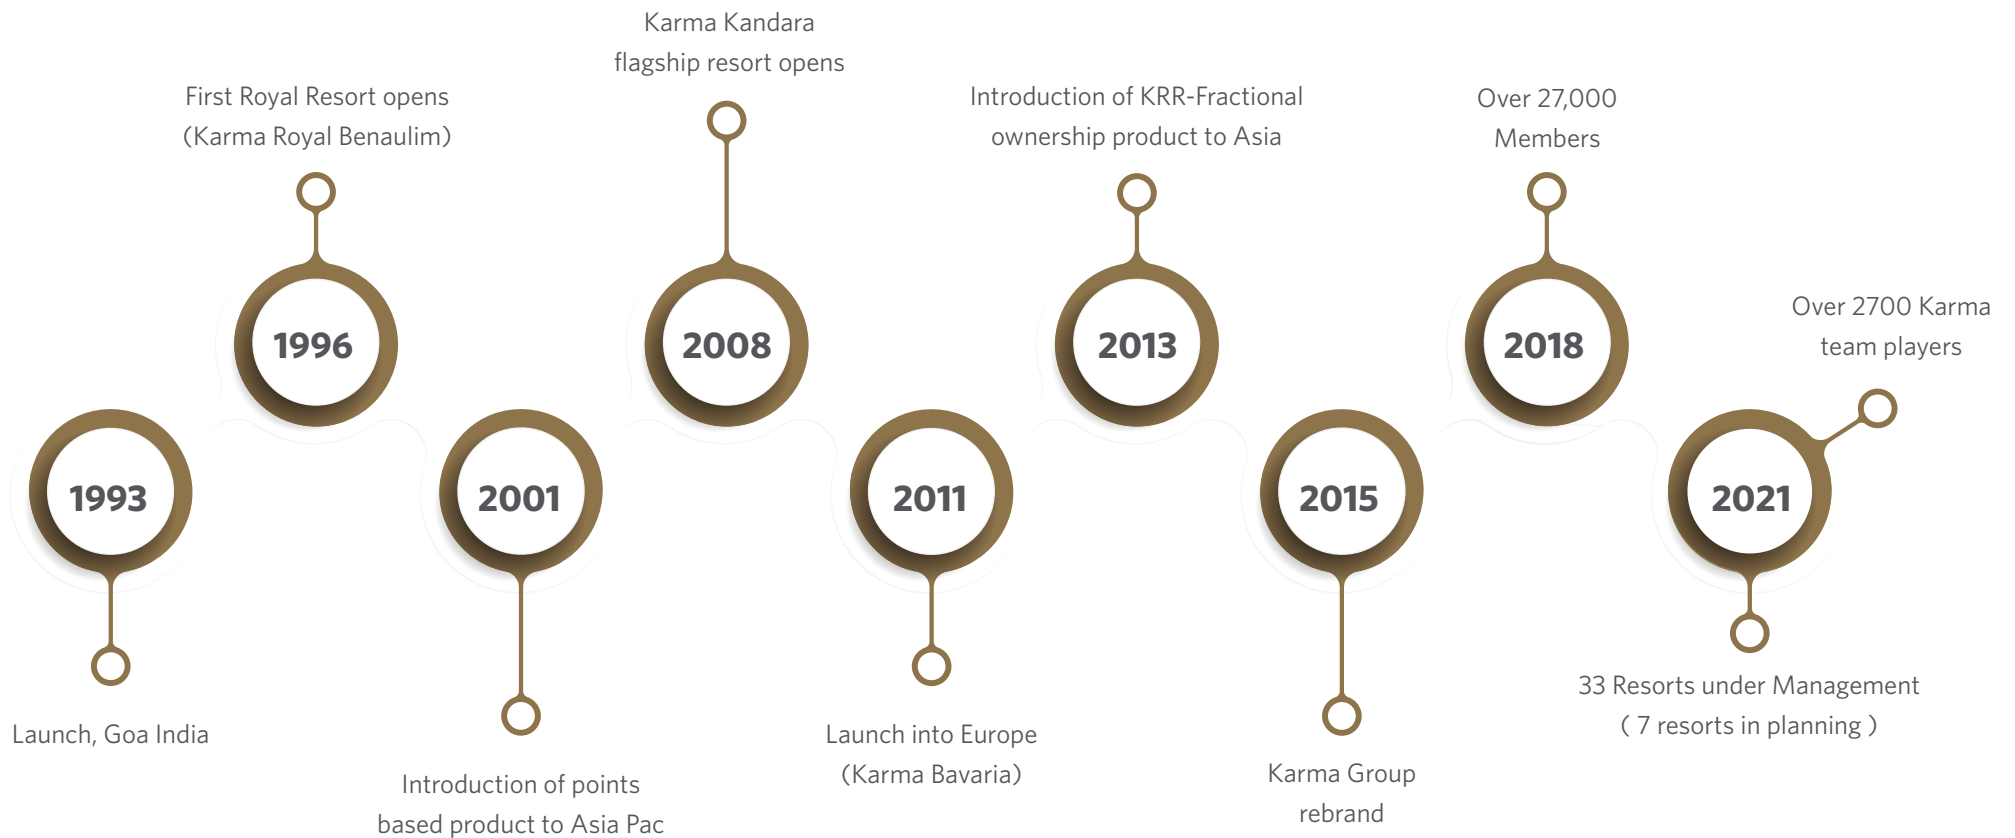 1993
Launch, Goa India
First Royal Resort opens
(Karma Royal Benaulim)
1996
2001
Introduction of points
based product to Asia Pac
Karma Kandara
flagship resort opens
2008
2011
Launch into Europe
(Karma Bavaria)
Introduction of KRR-Fractional
ownership product to Asia
2013
2015
Karma Group
rebrand
Over 27,000
Members
2018
Over 2700 Karma
team players
2021
33 Resorts under Management
( 7 resorts in planning )